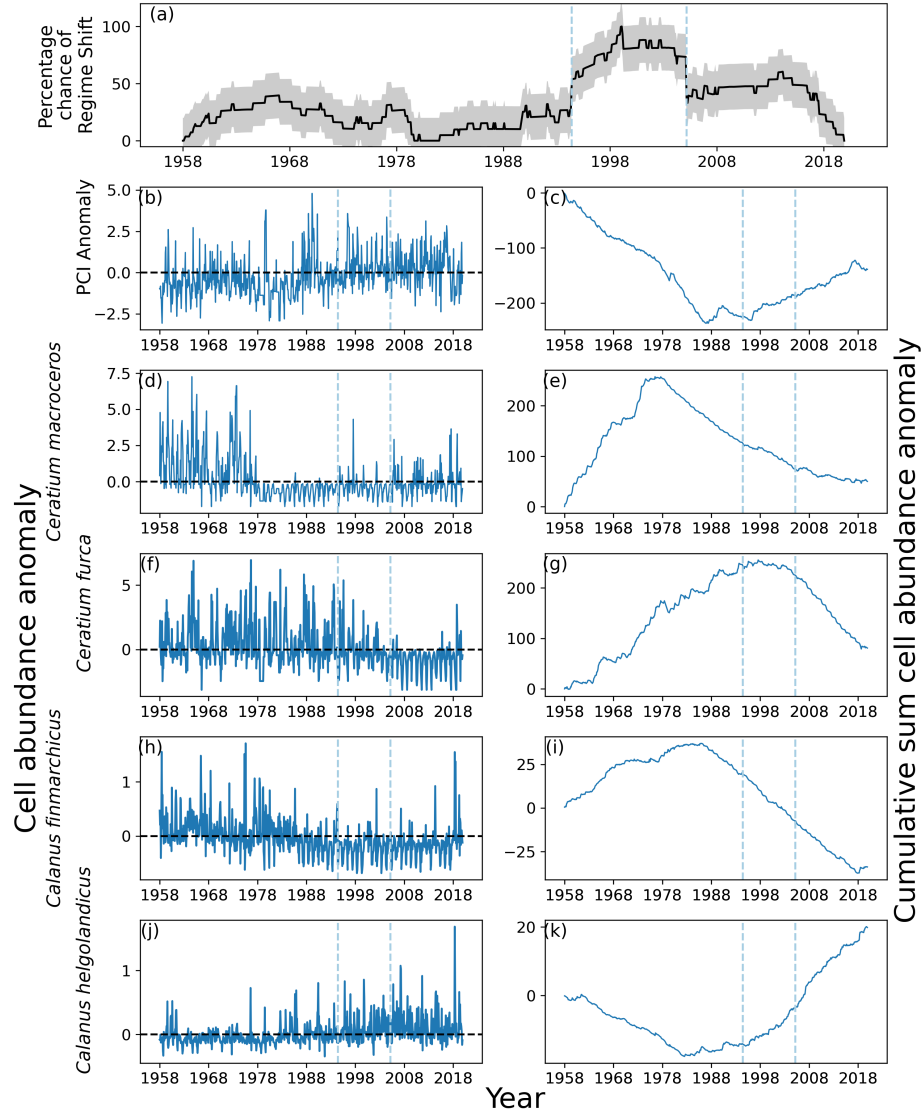 (a)
Percentage
chance of
Regime Shift
100
50
0
1958 1968 1978 1988 1998 2008 2018
(b)
PCI Anomaly
5.0
2.5
0.0
−2.5
1958 1968 1978 1988 1998 2008 2018
(c)
0
−100
−200
1958 1968 1978 1988 1998 2008 2018
(d)
Ceratium macroceros
7.5
5.0
2.5
0.0
1958 1968 1978 1988 1998 2008 2018
(e)
200
100
0
1958 1968 1978 1988 1998 2008 2018
(f)
Ceratium furca
5
0
1958 1968 1978 1988 1998 2008 2018
(g)
200
100
0
1958 1968 1978 1988 1998 2008 2018
(h)
Calanus finmarchicus
1
0
1958 1968 1978 1988 1998 2008 2018
(i)
25
0
−25
1958 1968 1978 1988 1998 2008 2018
(j)
Calanus helgolandicus
1
0
1958 1968 1978 1988 1998 2008 2018
(k)
20
0
1958 1968 1978 1988 1998 2008 2018
Cell abundance anomaly
Cumulative sum cell abundance anomaly
Year